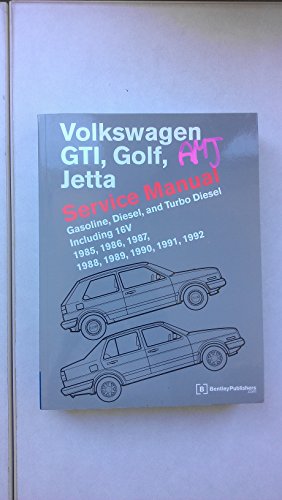 Volkswagen
GTI, Golf, AMJ
Jetta
Service Manual
Gasoline, Diesel, and Turbo Diesel
Including 16V
1985, 1986, 1987,
1988, 1989, 1990, 1991, 1992
B BentleyPublishers